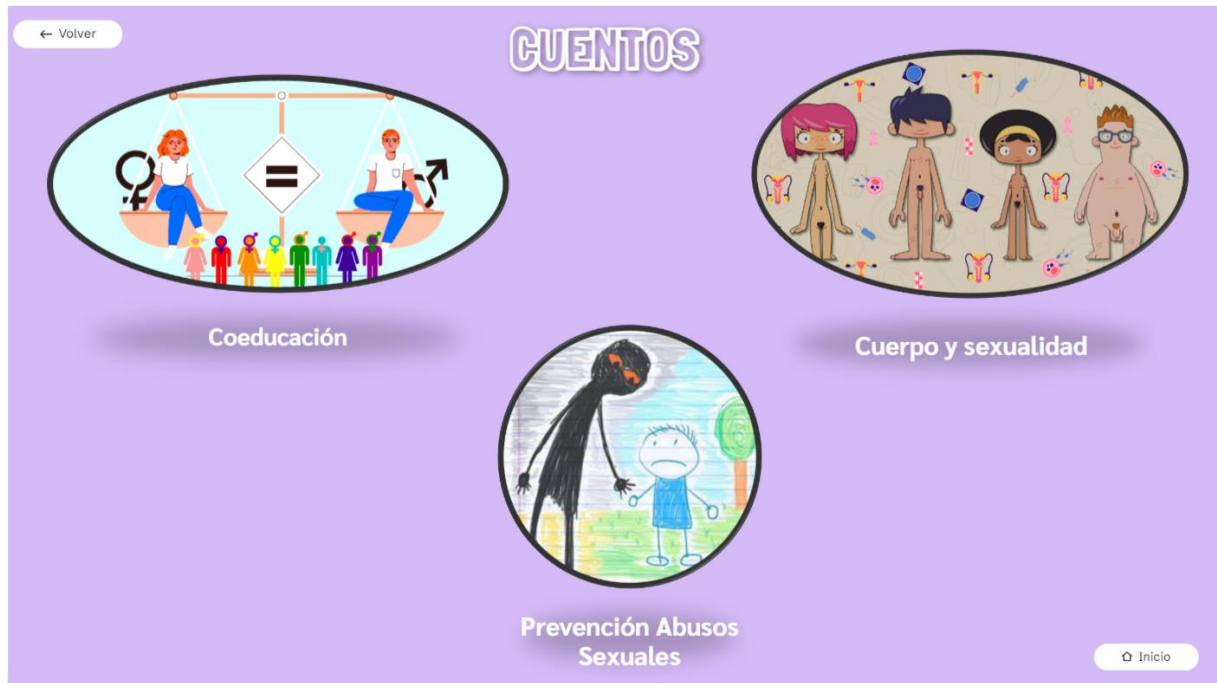 ← Volver
CUENTOS
Coeducación
Cuerpo y sexualidad
Prevención Abusos
Sexuales
Inicio